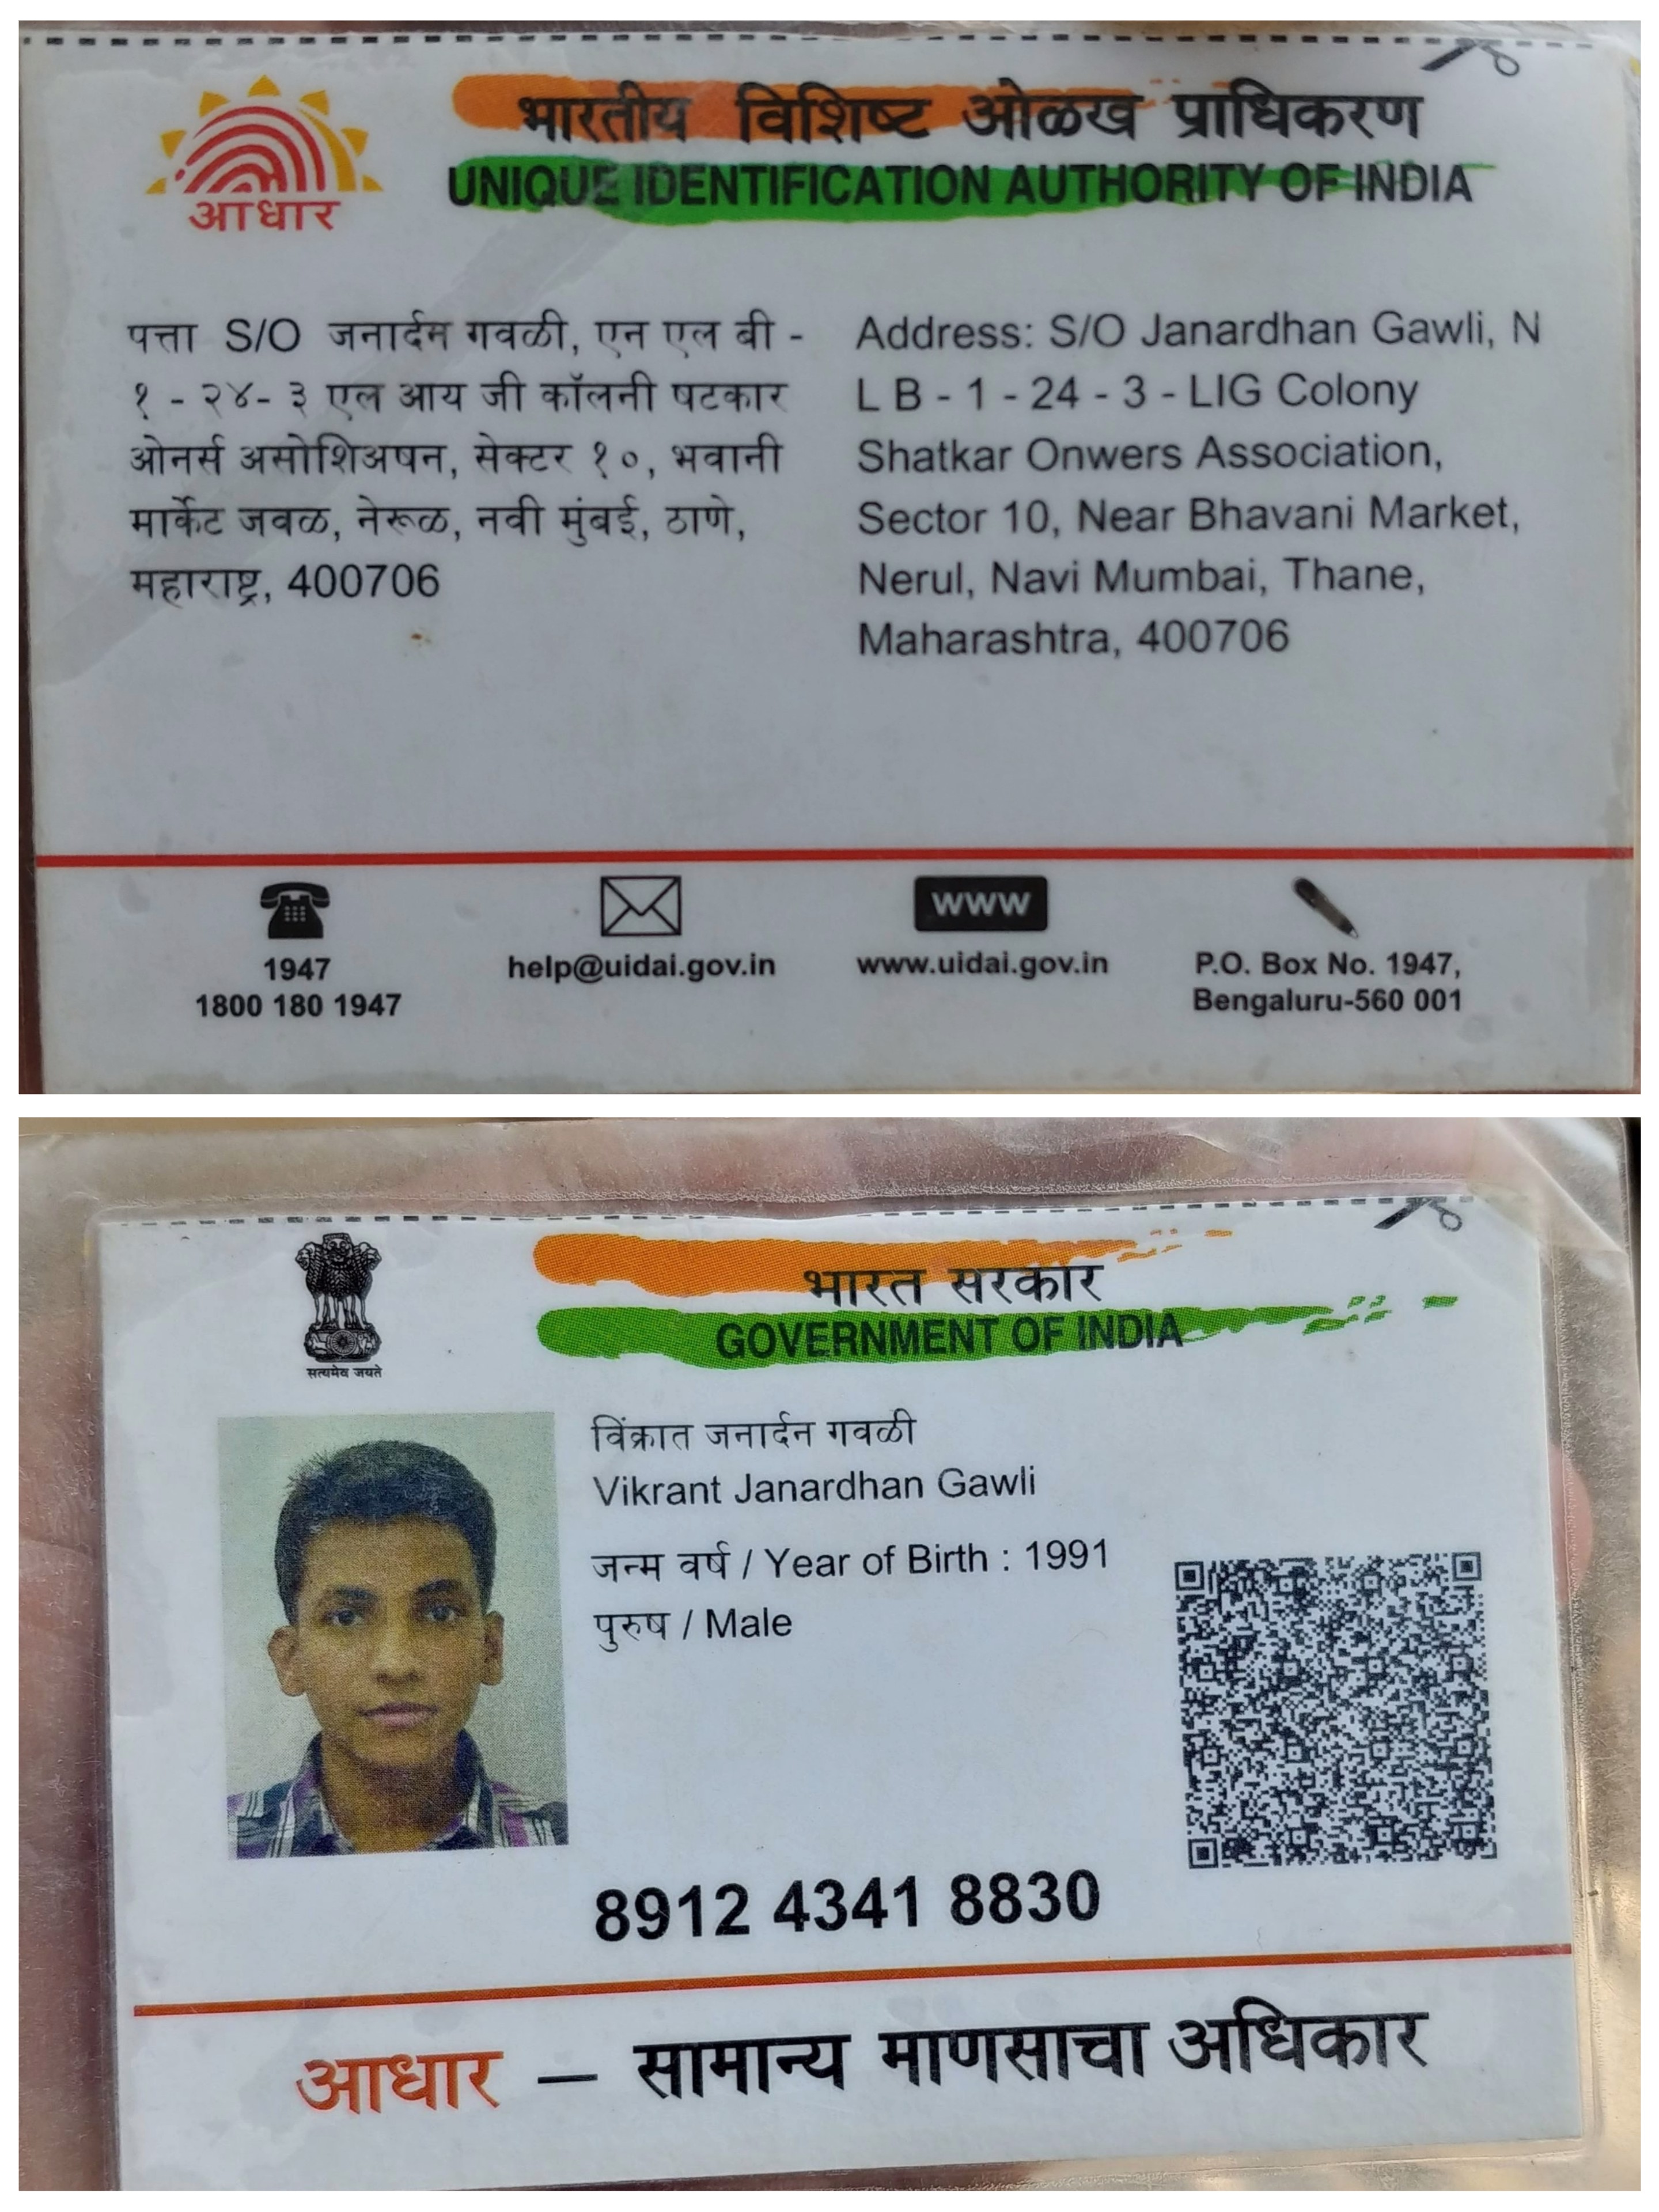 भारतीय विशिष्ट ओळख प्राधिकरण
UNIQUE IDENTIFICATION AUTHORITY OF INDIA
आधार
पत्ता S/O जनार्दन गवळी, एन एल बी -
१ - २४- ३ एल आय जी कॉलनी षटकार
ओनर्स असोशिअषन, सेक्टर १०, भवानी
मार्केट जवळ, नेरूळ, नवी मुंबई, ठाणे,
महाराष्ट्र, 400706
Address: S/O Janardhan Gawli, N
L B - 1 - 24 - 3 - LIG Colony
Shatkar Onwers Association,
Sector 10, Near Bhavani Market,
Nerul, Navi Mumbai, Thane,
Maharashtra, 400706
1947
1800 180 1947
help@uidai.gov.in
WWW
www.uidai.gov.in
P.O. Box No. 1947,
Bengaluru-560 001
भारत सरकार
GOVERNMENT OF INDIA
सत्यमेव जयते
विंक्रात जनार्दन गवळी
Vikrant Janardhan Gawli
जन्म वर्ष / Year of Birth : 1991
पुरुष / Male
8912 4341 8830
आधार – सामान्य माणसाचा अधिकार